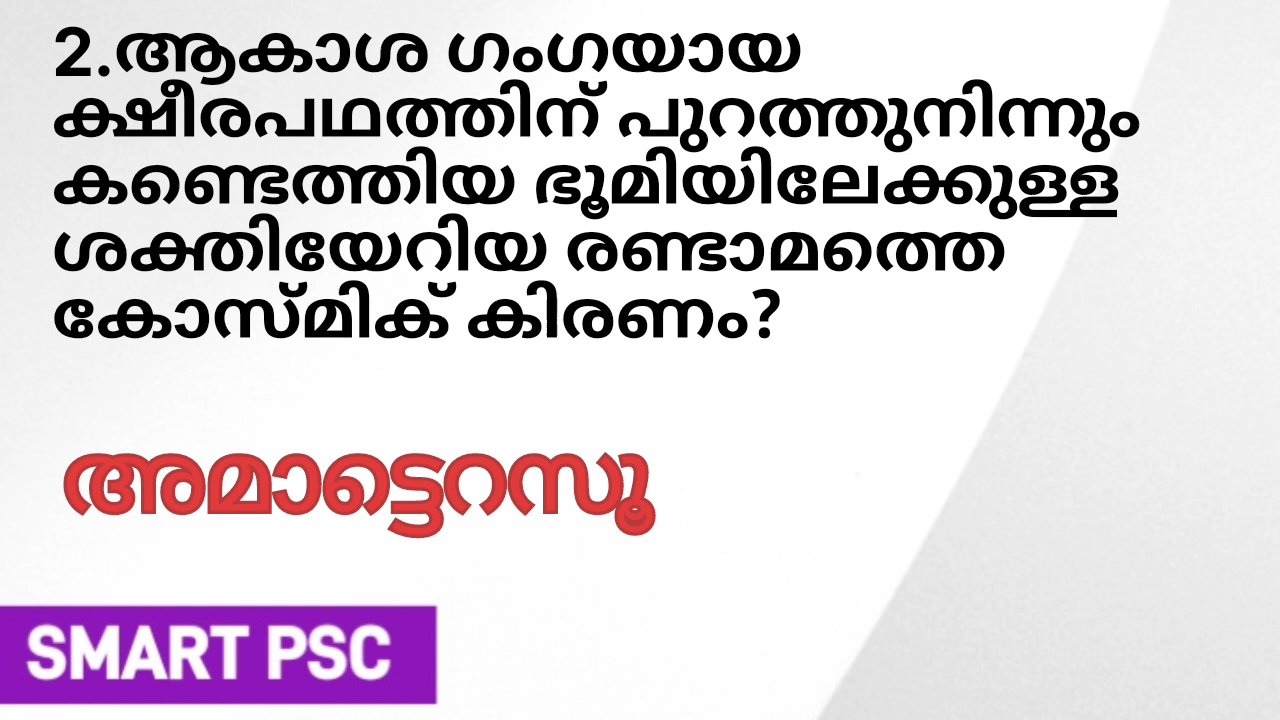 2.ആകാശ ഗംഗയായ
ക്ഷീരപഥത്തിന് പുറത്തുനിന്നും
കണ്ടെത്തിയ ഭൂമിയിലേക്കുള്ള
ശക്തിയേറിയ രണ്ടാമത്തെ
കോസ്മിക് കിരണം?
അമാട്ടെറസൂ
SMART PSC